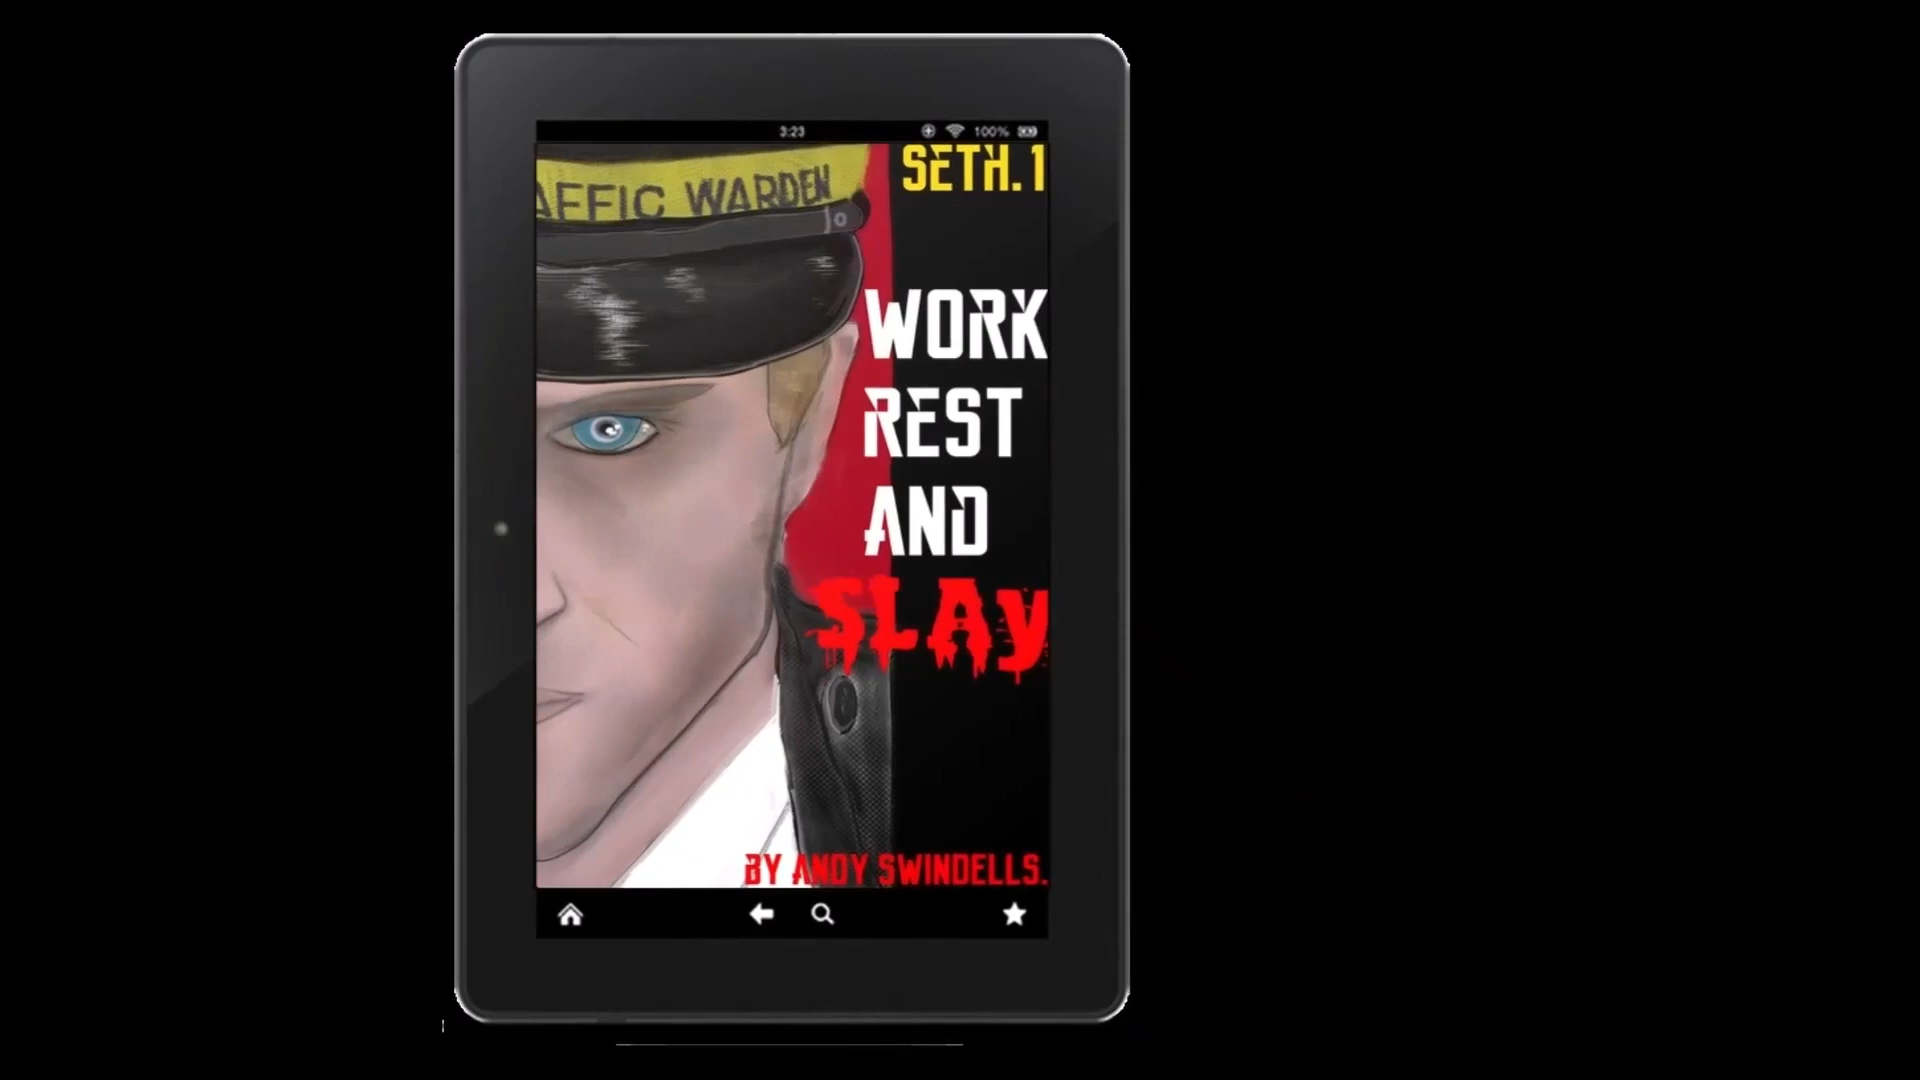 3:23 100%
SETH.1
AFFIC WARDEN
WORK
REST
AND
SLAY
BY ANDY SWINDELLS.